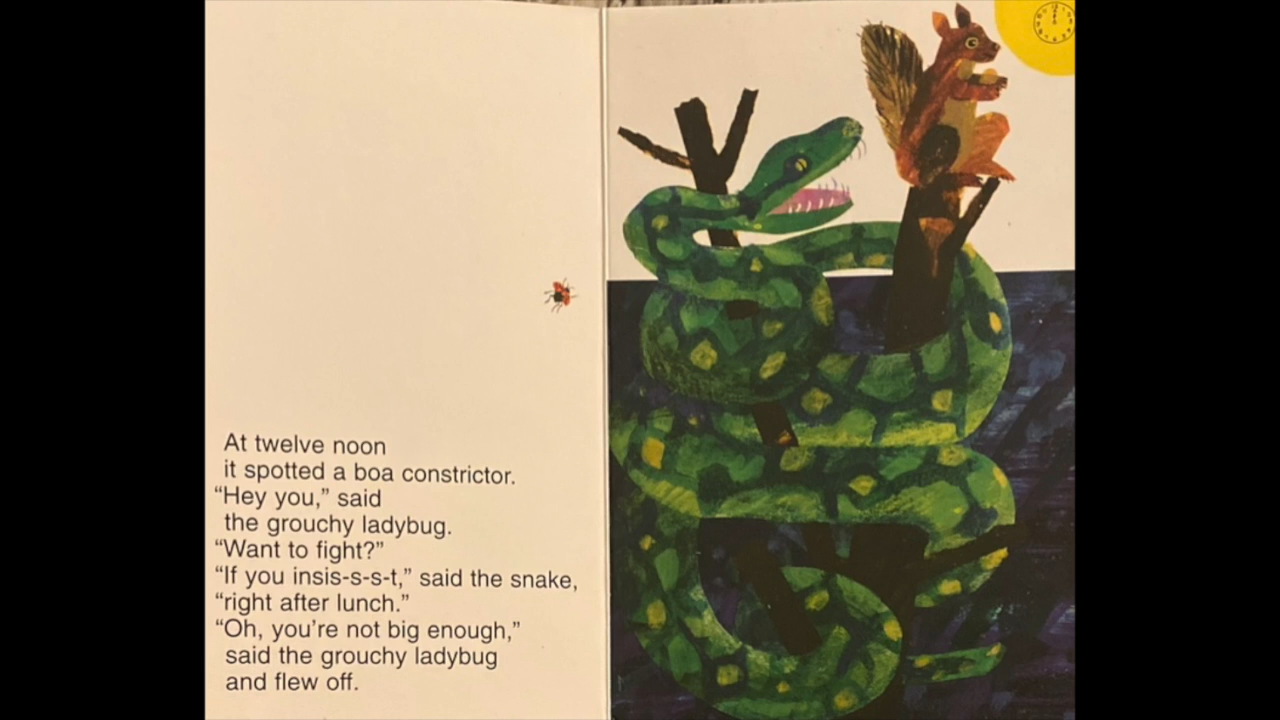 At twelve noon
it spotted a boa constrictor.
“Hey you,” said
the grouchy ladybug.
“Want to fight?”
“If you insis-s-s-t,” said the snake,
“right after lunch.”
“Oh, you’re not big enough,”
said the grouchy ladybug
and flew off.